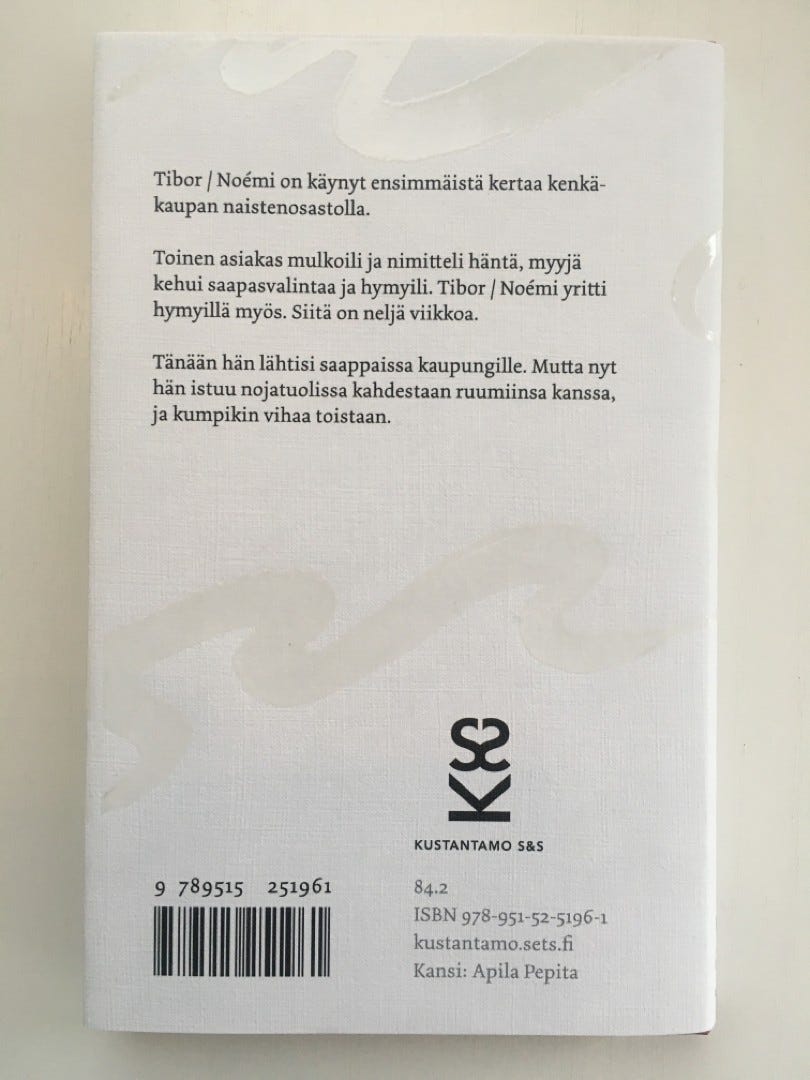 Tibor / Noémi on käynyt ensimmäistä kertaa kenkä-
kaupan naistenosastolla.
Toinen asiakas mulkoili ja nimitteli häntä, myyjä
kehui saapasvalintaa ja hymyili. Tibor / Noémi yritti
hymyillä myös. Siitä on neljä viikkoa.
Tänään hän lähtisi saappaissa kaupungille. Mutta nyt
hän istuu nojatuolissa kahdestaan ruumiinsa kanssa,
ja kumpikin vihaa toistaan.
KSS
KUSTANTAMO S&S
9 789515 251961
84.2
ISBN 978-951-52-5196-1
kustantamo.sets.fi
Kansi: Apila Pepita